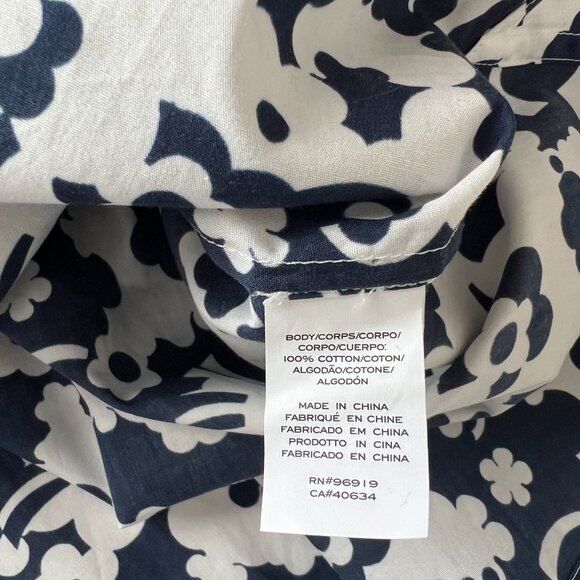 BODY/CORPS/CORPO/
CORPO/CUERPO:
100% COTTON/COTON/
ALGODÃO/COTONE/
ALGODÓN
MADE IN CHINA
FABRIQUÉ EN CHINE
FABRICADO EM CHINA
PRODOTTO IN CINA
FABRICADO EN CHINA
RN#96919
CA#40634